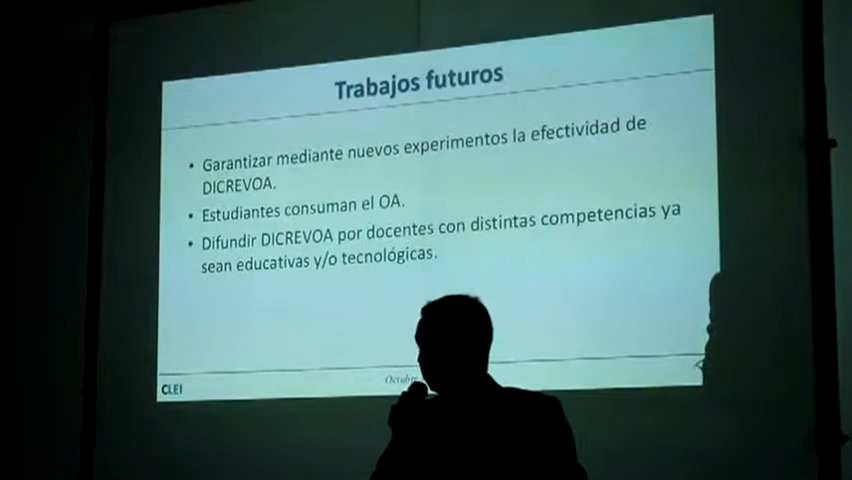 Trabajos futuros
• Garantizar mediante nuevos experimentos la efectividad de
DICREVOA.
• Estudiantes consuman el OA.
• Difundir DICREVOA por docentes con distintas competencias ya
sean educativas y/o tecnológicas.
CLEI
Octubre